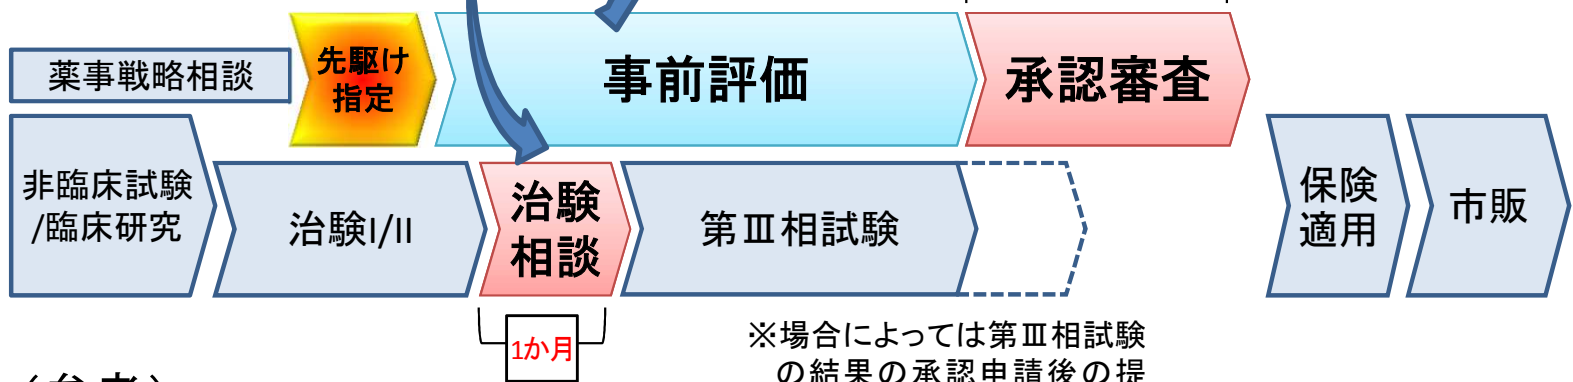 薬事戦略相談
先駆け
指定
事前評価
承認審査
非臨床試験
/臨床研究
治験I/II
治験
相談
第Ⅲ相試験
保険
適用
市販
1か月
※場合によっては第Ⅲ相試験
の結果の承認申請後の提
(参考)